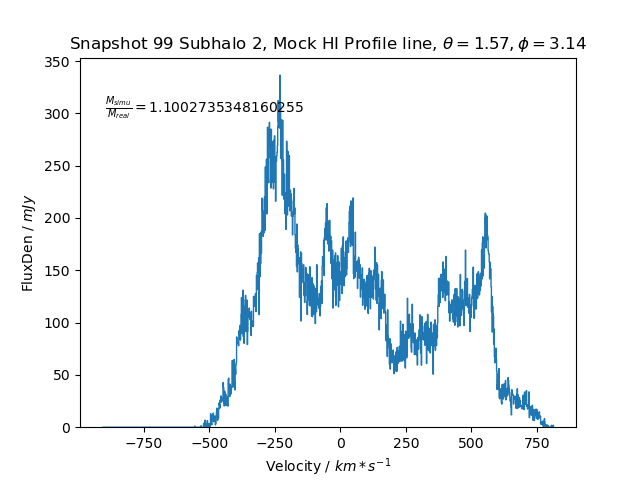 Snapshot 99 Subhalo 2, Mock HI Profile line, θ = 1.57, ϕ = 3.14
350
300
250
200
150
100
50
0
FluxDen / mJy
M_simu/M_real = 1.1002735348160255
−750 −500 −250 0 250 500 750
Velocity / km * s⁻¹